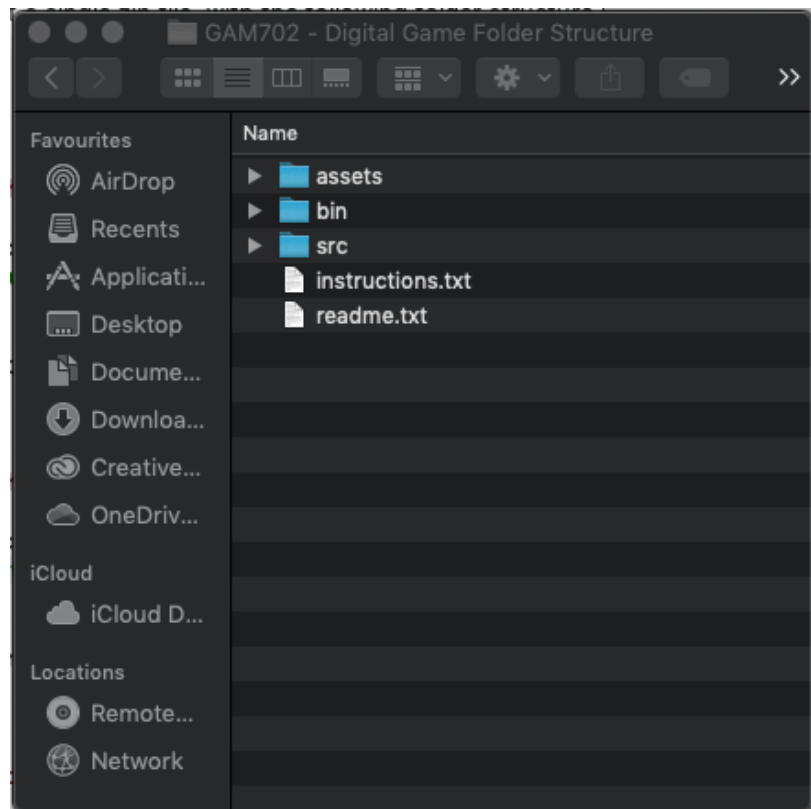 GAM702 - Digital Game Folder Structure
Favourites
AirDrop
Recents
Applicati...
Desktop
Docume...
Downloa...
Creative...
OneDriv...
iCloud
iCloud D...
Locations
Remote...
Network
Name
assets
bin
src
instructions.txt
readme.txt